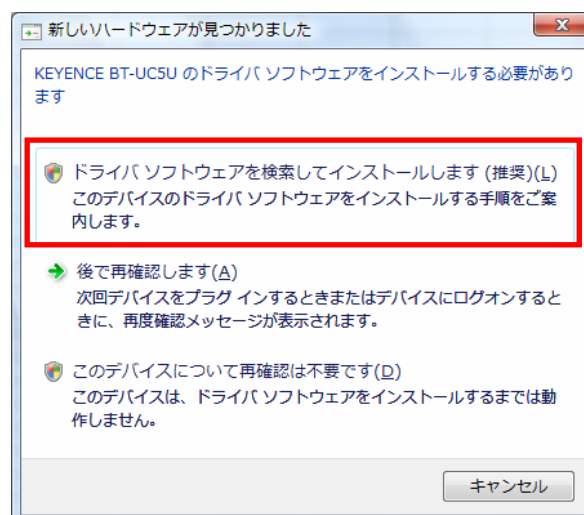 新しいハードウェアが見つかりました
KEYENCE BT-UC5U のドライバ ソフトウェアをインストールする必要があり
ます
ドライバ ソフトウェアを検索してインストールします (推奨)(L)
このデバイスのドライバ ソフトウェアをインストールする手順をご案
内します。
後で再確認します(A)
次回デバイスをプラグ インするときまたはデバイスにログオンすると
きに、再度確認メッセージが表示されます。
このデバイスについて再確認は不要です(D)
このデバイスは、ドライバ ソフトウェアをインストールするまでは動
作しません。
キャンセル